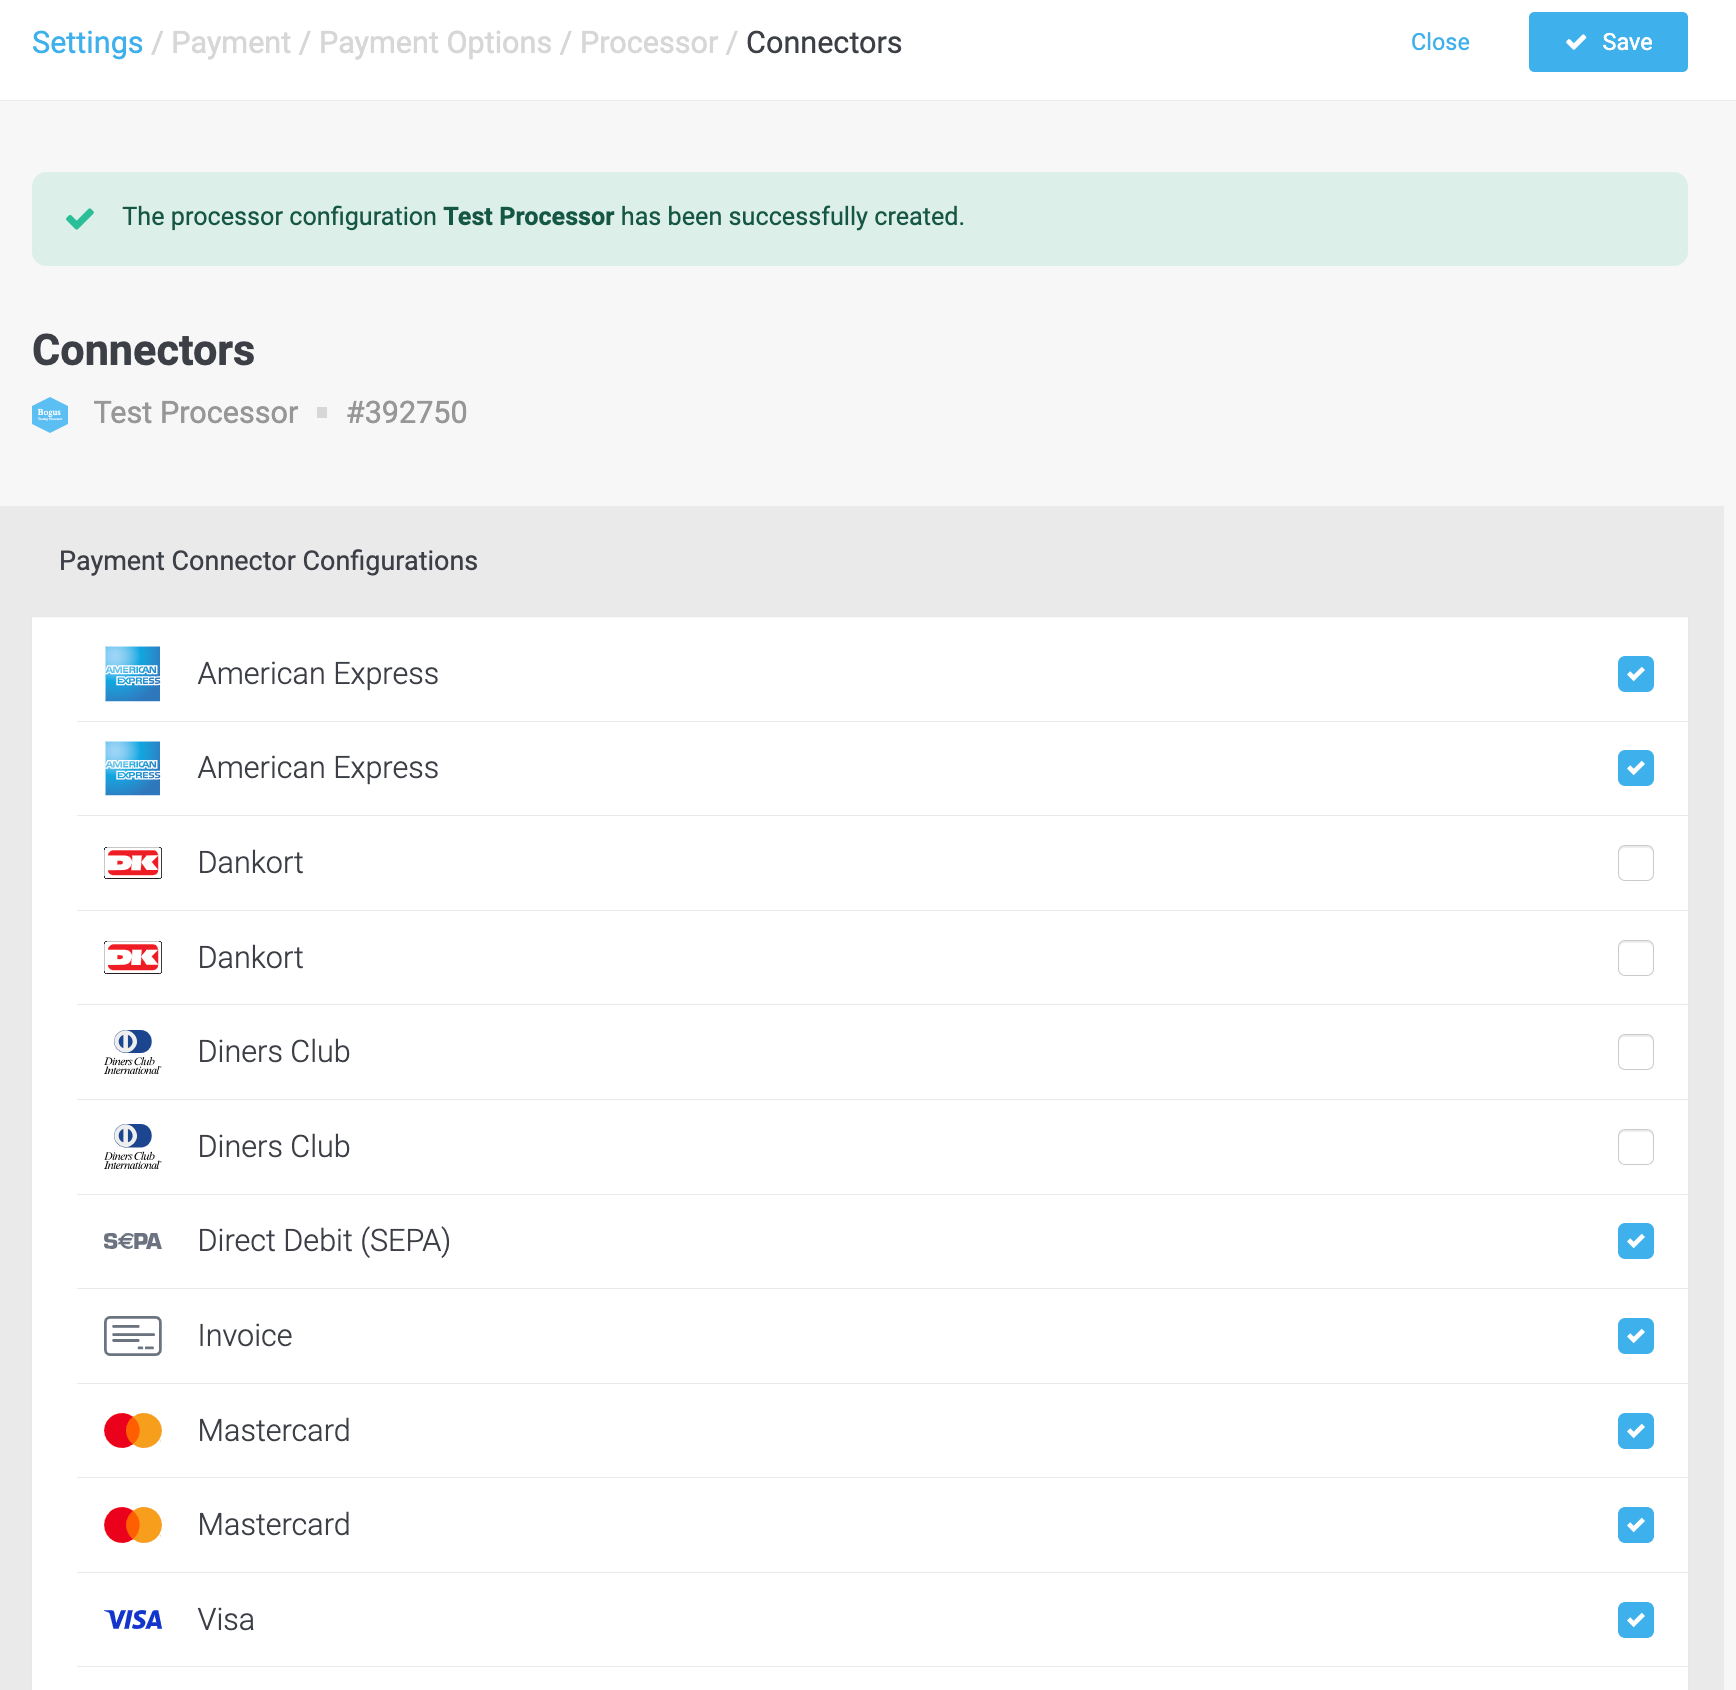 Settings / Payment / Payment Options / Processor / Connectors
Close
Save
The processor configuration Test Processor has been successfully created.
Connectors
Bogus
Test Processor
#392750
Payment Connector Configurations
AMERICAN
EXPRESS
American Express
AMERICAN
EXPRESS
American Express
DK
Dankort
DK
Dankort
Diners Club
International
Diners Club
Diners Club
International
Diners Club
S€PA
Direct Debit (SEPA)
Invoice
Mastercard
Mastercard
VISA
Visa